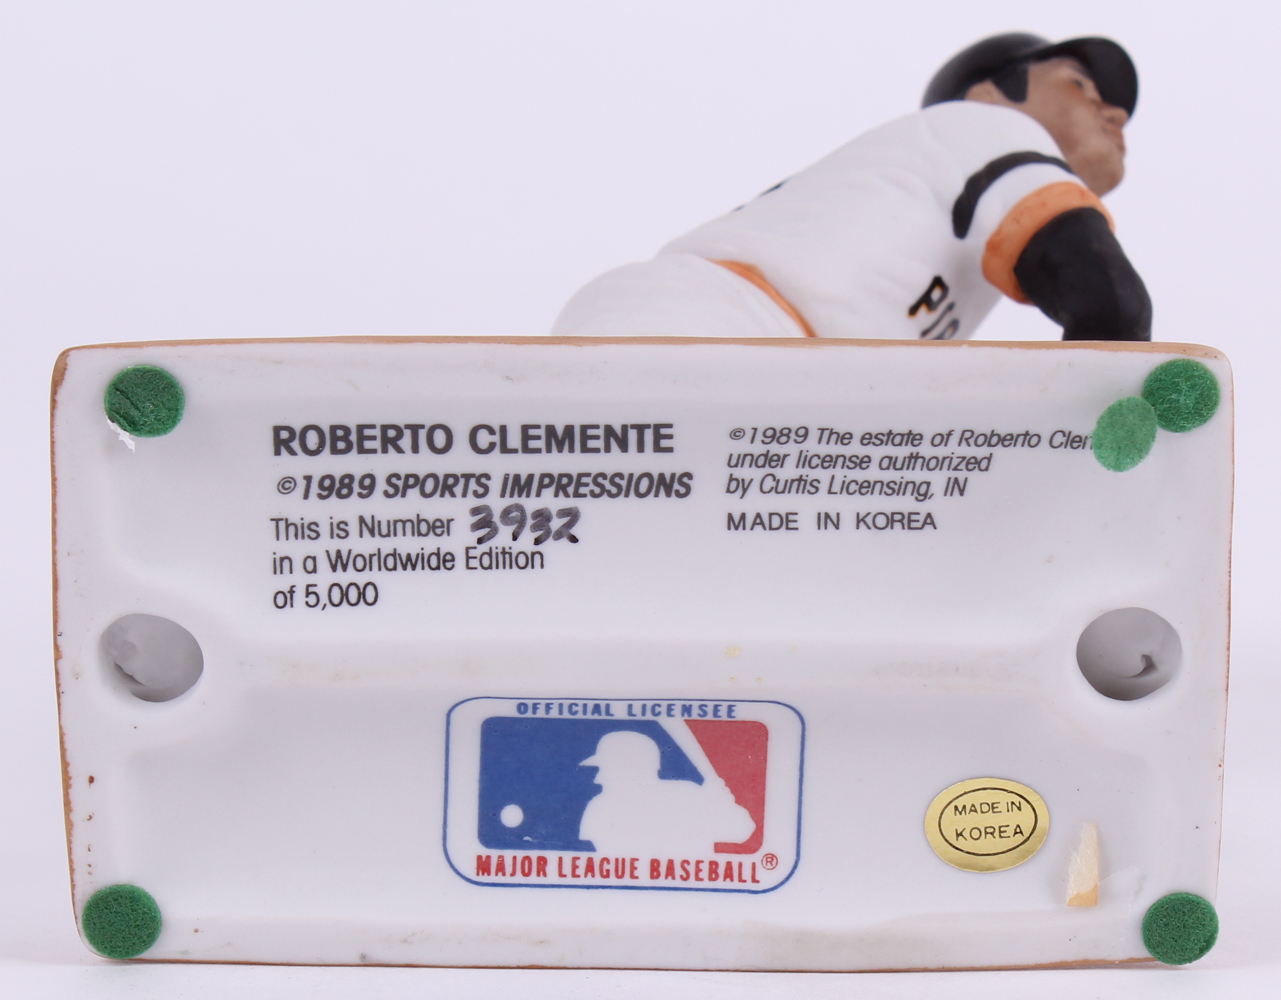 ROBERTO CLEMENTE
©1989 SPORTS IMPRESSIONS
This is Number 3932
in a Worldwide Edition
of 5,000
©1989 The estate of Roberto
under license authorized
by Curtis Licensing, IN
MADE IN KOREA
OFFICIAL LICENSEE
MAJOR LEAGUE BASEBALL®
MADE IN
KOREA